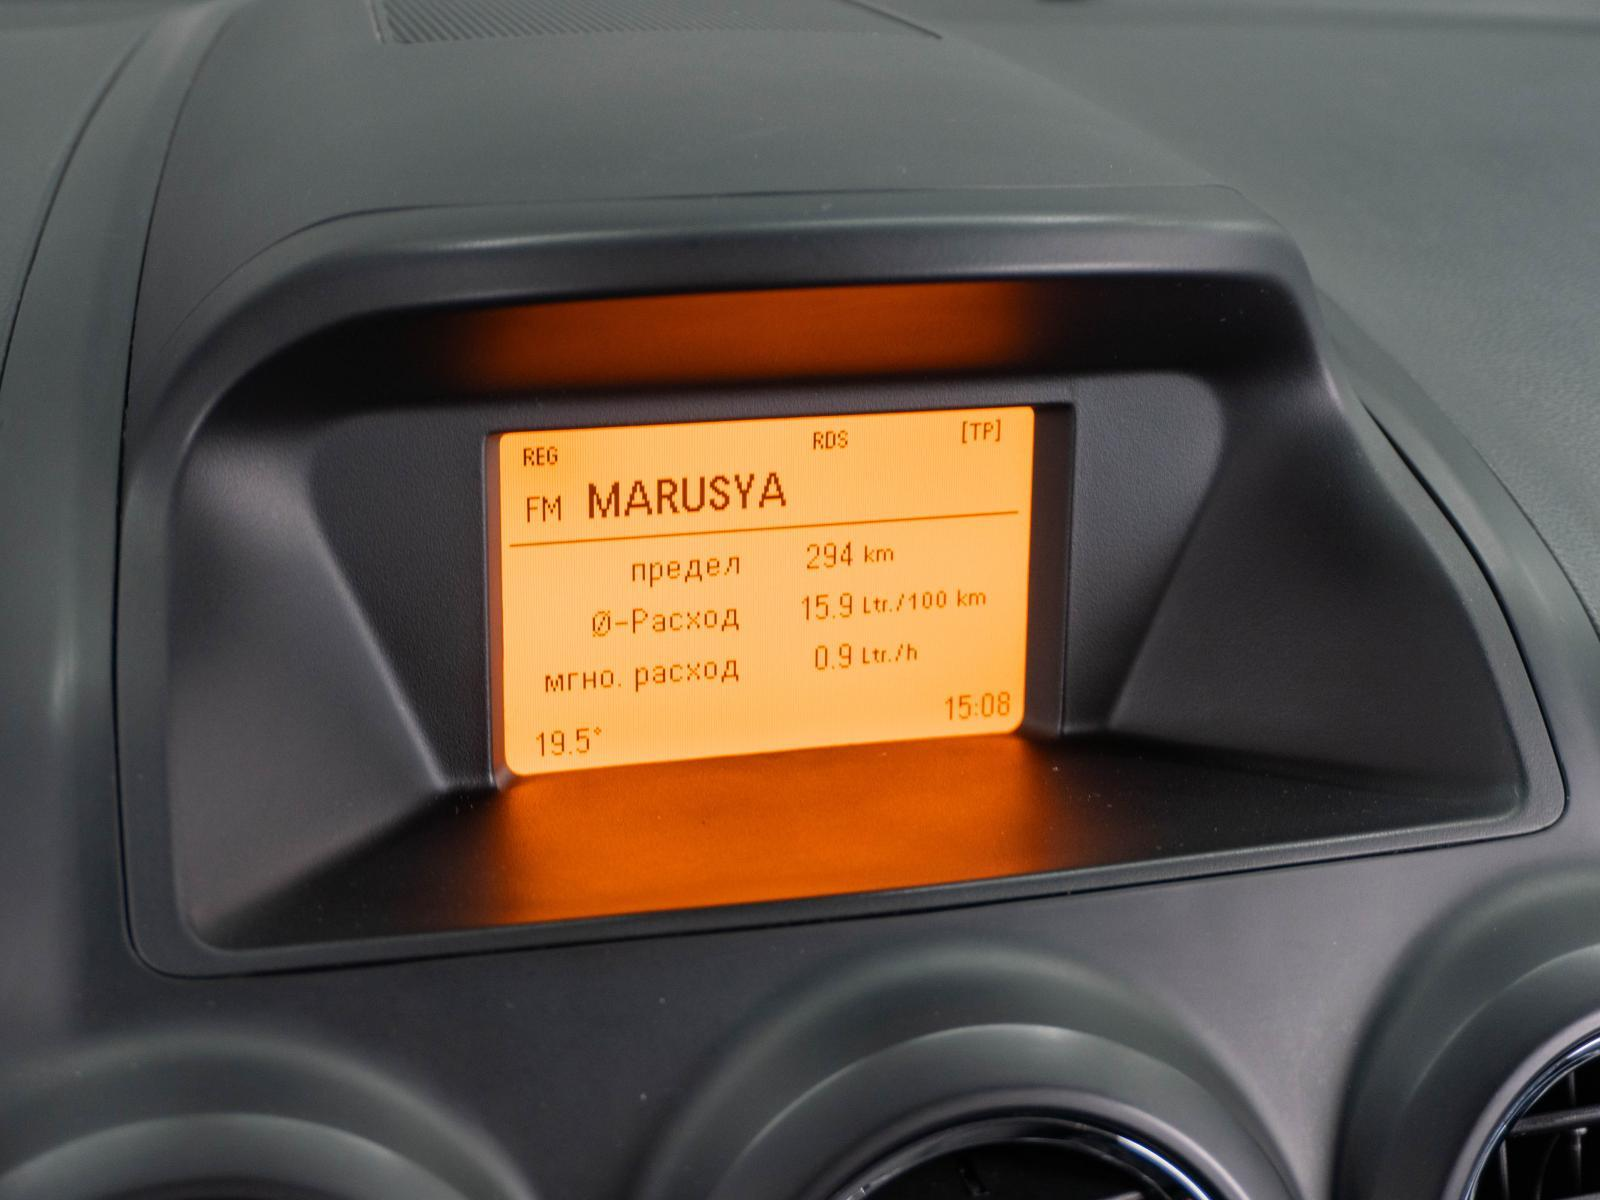 REG RDS [TP]
FM MARUSYA
предел 294 km
Ø-Расход 15.9 Ltr./100 km
мгно. расход 0.9 Ltr./h
19.5° 15:08